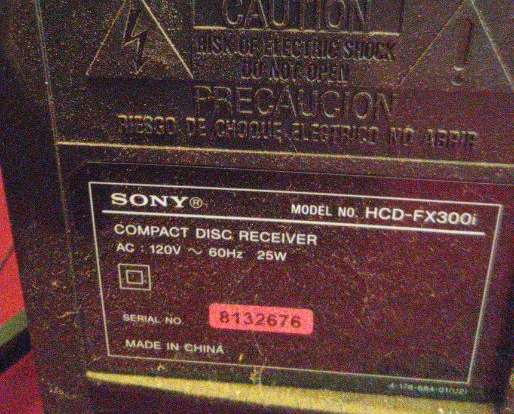 CAUTION
RISK OF ELECTRIC SHOCK
DO NOT OPEN
PRECAUCION
RIESGO DE CHOQUE ELECTRICO NO ABRIR
SONY®
MODEL NO. HCD-FX300i
COMPACT DISC RECEIVER
AC : 120V ~ 60Hz 25W
SERIAL NO. 8132676
MADE IN CHINA